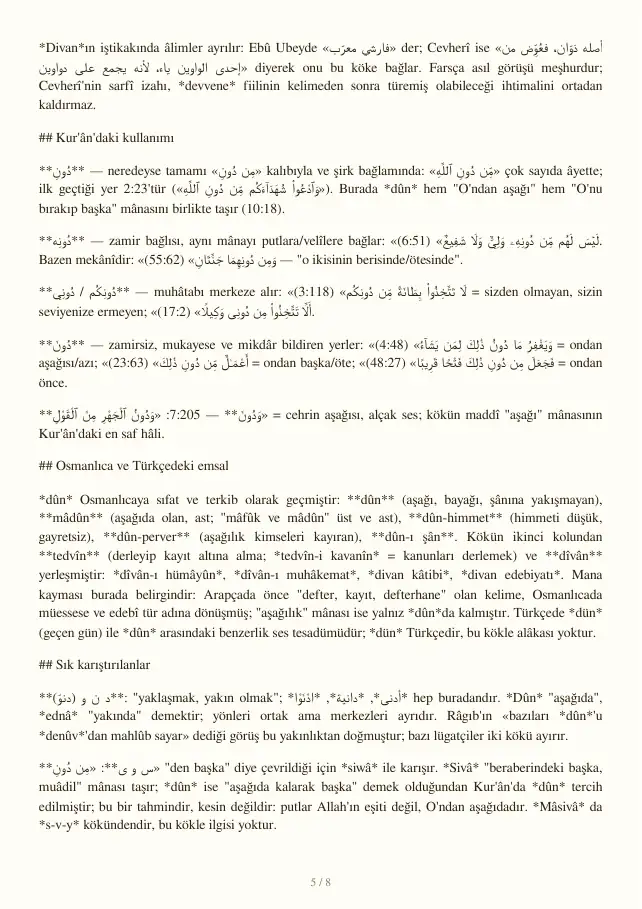 *Divan*ın iştikakında âlimler ayrılır: Ebû Ubeyde «فارسي معرّب» der; Cevherî ise «أصله دوّان، فعُوّض من
إحدى الواوين ياء، لأنه يجمع على دواوين» diyerek onu bu köke bağlar. Farsça asıl görüşü meşhurdur;
Cevherî'nin sarfî izahı, *devvene* fiilinin kelimeden sonra türemiş olabileceği ihtimalini ortadan
kaldırmaz.
## Kur'ân'daki kullanımı
**دُونِ** — neredeyse tamamı «مِن دُونِ» kalıbıyla ve şirk bağlamında: «مِّن دُونِ ٱللَّهِ» çok sayıda âyette;
ilk geçtiği yer 2:23'tür («وَٱدْعُوا۟ شُهَدَآءَكُم مِّن دُونِ ٱللَّهِ»). Burada *dûn* hem "O'ndan aşağı" hem "O'nu
bırakıp başka" mânasını birlikte taşır (10:18).
**دُونِه** — zamir bağlısı, aynı mânayı putlara/velîlere bağlar: «لَيْسَ لَهُم مِّن دُونِهِۦ وَلِىٌّ وَلَا شَفِيعٌ» (6:51).
Bazen mekânîdir: «وَمِن دُونِهِمَا جَنَّتَانِ» (55:62) — "o ikisinin berisinde/ötesinde".
**دُونِكُم / دُونِى** — muhâtabı merkeze alır: «لَا تَتَّخِذُوا۟ بِطَانَةً مِّن دُونِكُم» (3:118) = sizden olmayan, sizin
seviyenize ermeyen; «أَلَّا تَتَّخِذُوا۟ مِن دُونِى وَكِيلًا» (17:2).
**دُونَ** — zamirsiz, mukayese ve mikdâr bildiren yerler: «وَيَغْفِرُ مَا دُونَ ذَٰلِكَ لِمَن يَشَآءُ» (4:48) = ondan
aşağısı/azı; «أَعْمَـٰلٌ مِّن دُونِ ذَٰلِكَ» (23:63) = ondan başka/öte; «فَجَعَلَ مِن دُونِ ذَٰلِكَ فَتْحًا قَرِيبًا» (48:27) = ondan
önce.
**وَدُونَ** — 7:205: «وَدُونَ ٱلْجَهْرِ مِنَ ٱلْقَوْلِ» = cehrin aşağısı, alçak ses; kökün maddî "aşağı" mânasının
Kur'ân'daki en saf hâli.
## Osmanlıca ve Türkçedeki emsal
*dûn* Osmanlıcaya sıfat ve terkib olarak geçmiştir: **dûn** (aşağı, bayağı, şânına yakışmayan),
**mâdûn** (aşağıda olan, ast; "mâfûk ve mâdûn" üst ve ast), **dûn-himmet** (himmeti düşük,
gayretsiz), **dûn-perver** (aşağılık kimseleri kayıran), **dûn-ı şân**. Kökün ikinci kolundan
**tedvîn** (derleyip kayıt altına alma; *tedvîn-i kavanîn* = kanunları derlemek) ve **dîvân**
yerleşmiştir: *dîvân-ı hümâyûn*, *dîvân-ı muhâkemat*, *divan kâtibi*, *divan edebiyatı*. Mana
kayması burada belirgindir: Arapçada önce "defter, kayıt, defterhane" olan kelime, Osmanlıcada
müessese ve edebî tür adına dönüşmüş; "aşağılık" mânası ise yalnız *dûn*da kalmıştır. Türkçede *dün*
(geçen gün) ile *dûn* arasındaki benzerlik ses tesadümüdür; *dün* Türkçedir, bu kökle alâkası yoktur.
## Sık karıştırılanlar
**د ن و (دنوّ)**: "yaklaşmak, yakın olmak"; *أدنى*, *دانية*, *ادْنُوا* hep buradandır. *Dûn* "aşağıda",
*ednâ* "yakında" demektir; yönleri ortak ama merkezleri ayrıdır. Râgıb'ın «bazıları *dûn*'u
*denûv*'dan mahlûb sayar» dediği görüş bu yakınlıktan doğmuştur; bazı lügatçiler iki kökü ayırır.
**س و ى**: «مِن دُونِ» "den başka" diye çevrildiği için *siwâ* ile karışır. *Sivâ* "beraberindeki başka,
muâdil" mânası taşır; *dûn* ise "aşağıda kalarak başka" demek olduğundan Kur'ân'da *dûn* tercih
edilmiştir; bu bir tahmindir, kesin değildir: putlar Allah'ın eşiti değil, O'ndan aşağıdadır. *Mâsivâ* da
*s-v-y* kökündendir, bu kökle ilgisi yoktur.
5 / 8